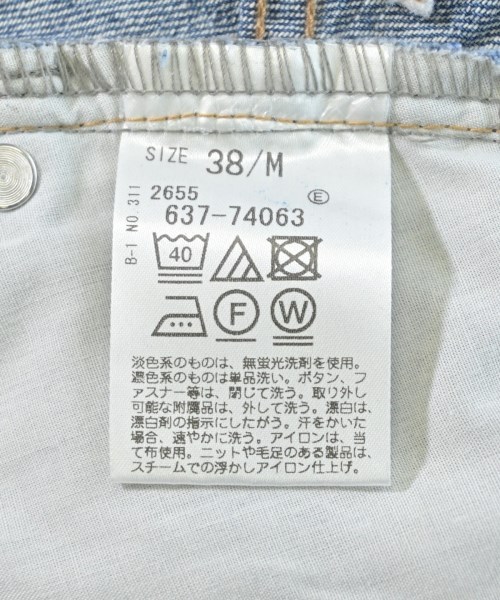 SIZE 38/M
B-1 NO.311
2655 E
637-74063
40
F W
淡色系のものは、無蛍光洗剤を使用。
濃色系のものは単品洗い。ボタン、フ
ァスナー等は、閉じて洗う。取り外し
可能な附属品は、外して洗う。漂白は、
漂白剤の指示にしたがう。汗をかいた
場合、速やかに洗う。アイロンは、当
て布使用。ニットや毛足のある製品は、
スチームでの浮かしアイロン仕上げ。